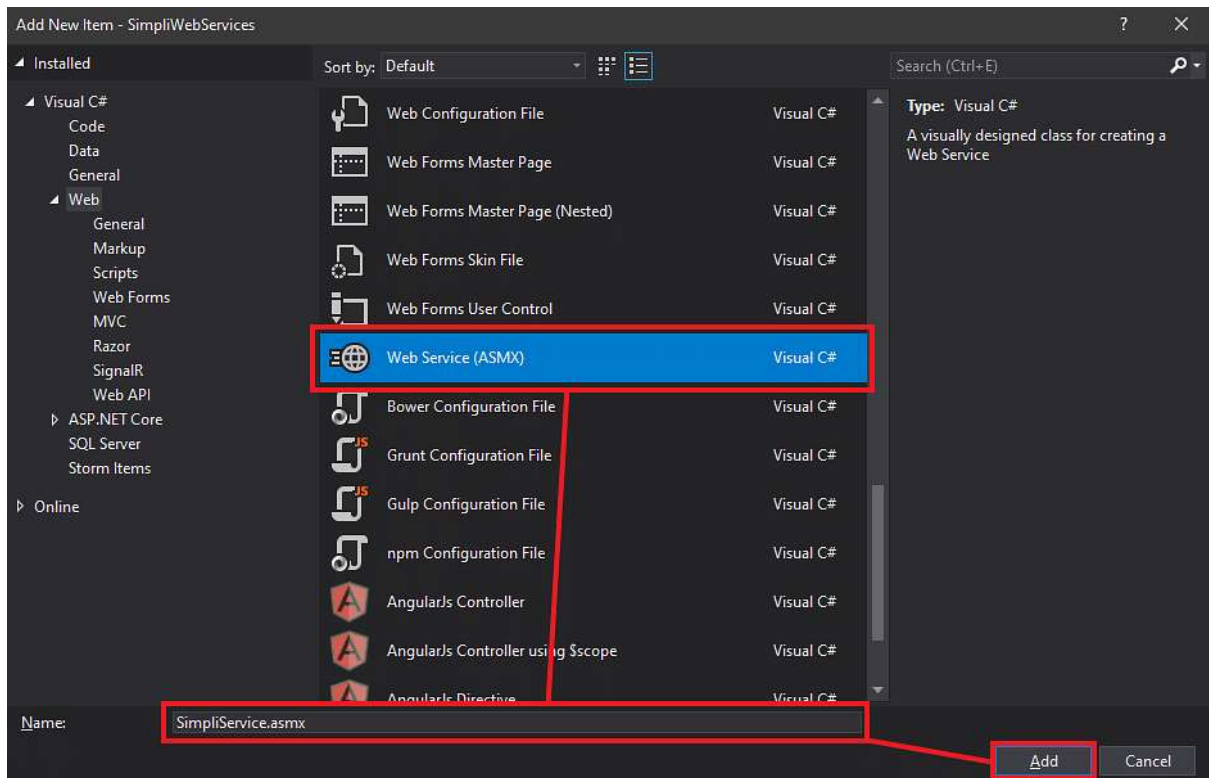 Add New Item - SimpliWebServices
?
Installed
Sort by: Default
Search (Ctrl+E)
Visual C#
Code
Data
General
Web
General
Markup
Scripts
Web Forms
MVC
Razor
SignalR
Web API
ASP.NET Core
SQL Server
Storm Items
Online
Web Configuration File Visual C#
Web Forms Master Page Visual C#
Web Forms Master Page (Nested) Visual C#
Web Forms Skin File Visual C#
Web Forms User Control Visual C#
Web Service (ASMX) Visual C#
Bower Configuration File Visual C#
JS
Grunt Configuration File Visual C#
JS
Gulp Configuration File Visual C#
npm Configuration File Visual C#
AngularJs Controller Visual C#
AngularJs Controller using $scope Visual C#
AngularJs Directive Visual C#
Type: Visual C#
A visually designed class for creating a
Web Service
Name: SimpliService.asmx
Add Cancel